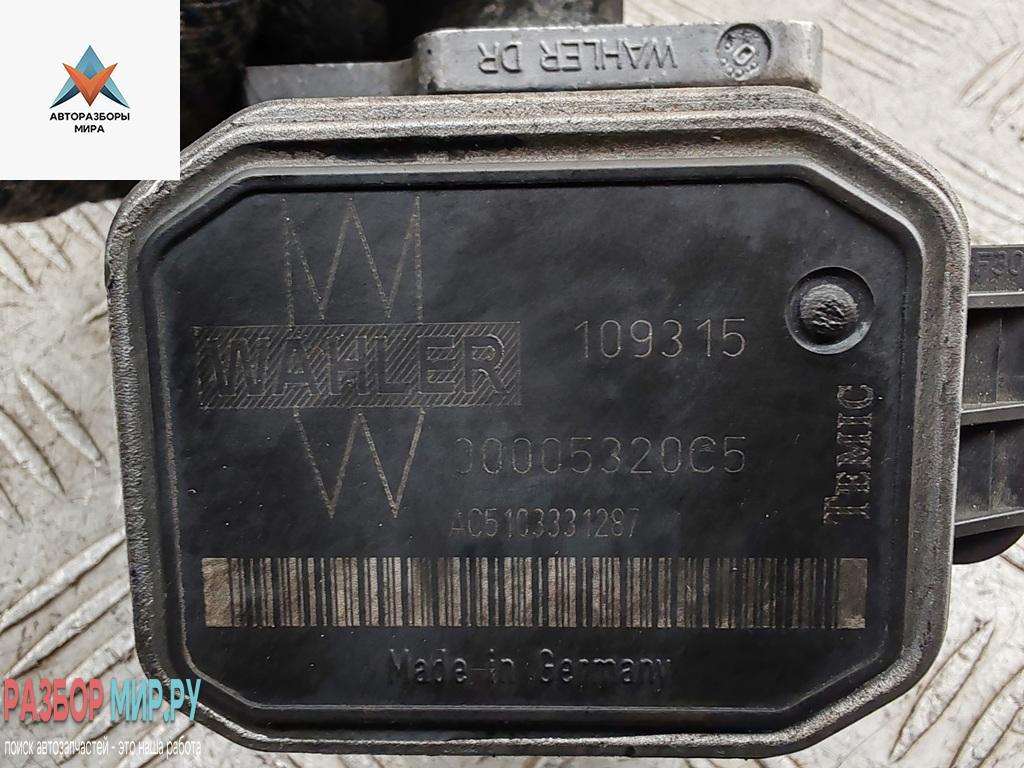 АВТОРАЗБОРЫ
МИРА
WAHLER DR
WAHLER
109315
00005320C5
AC5103331287
TEMIC
Made in Germany
РАЗБОР МИР.РУ
поиск автозапчастей - это наша работа